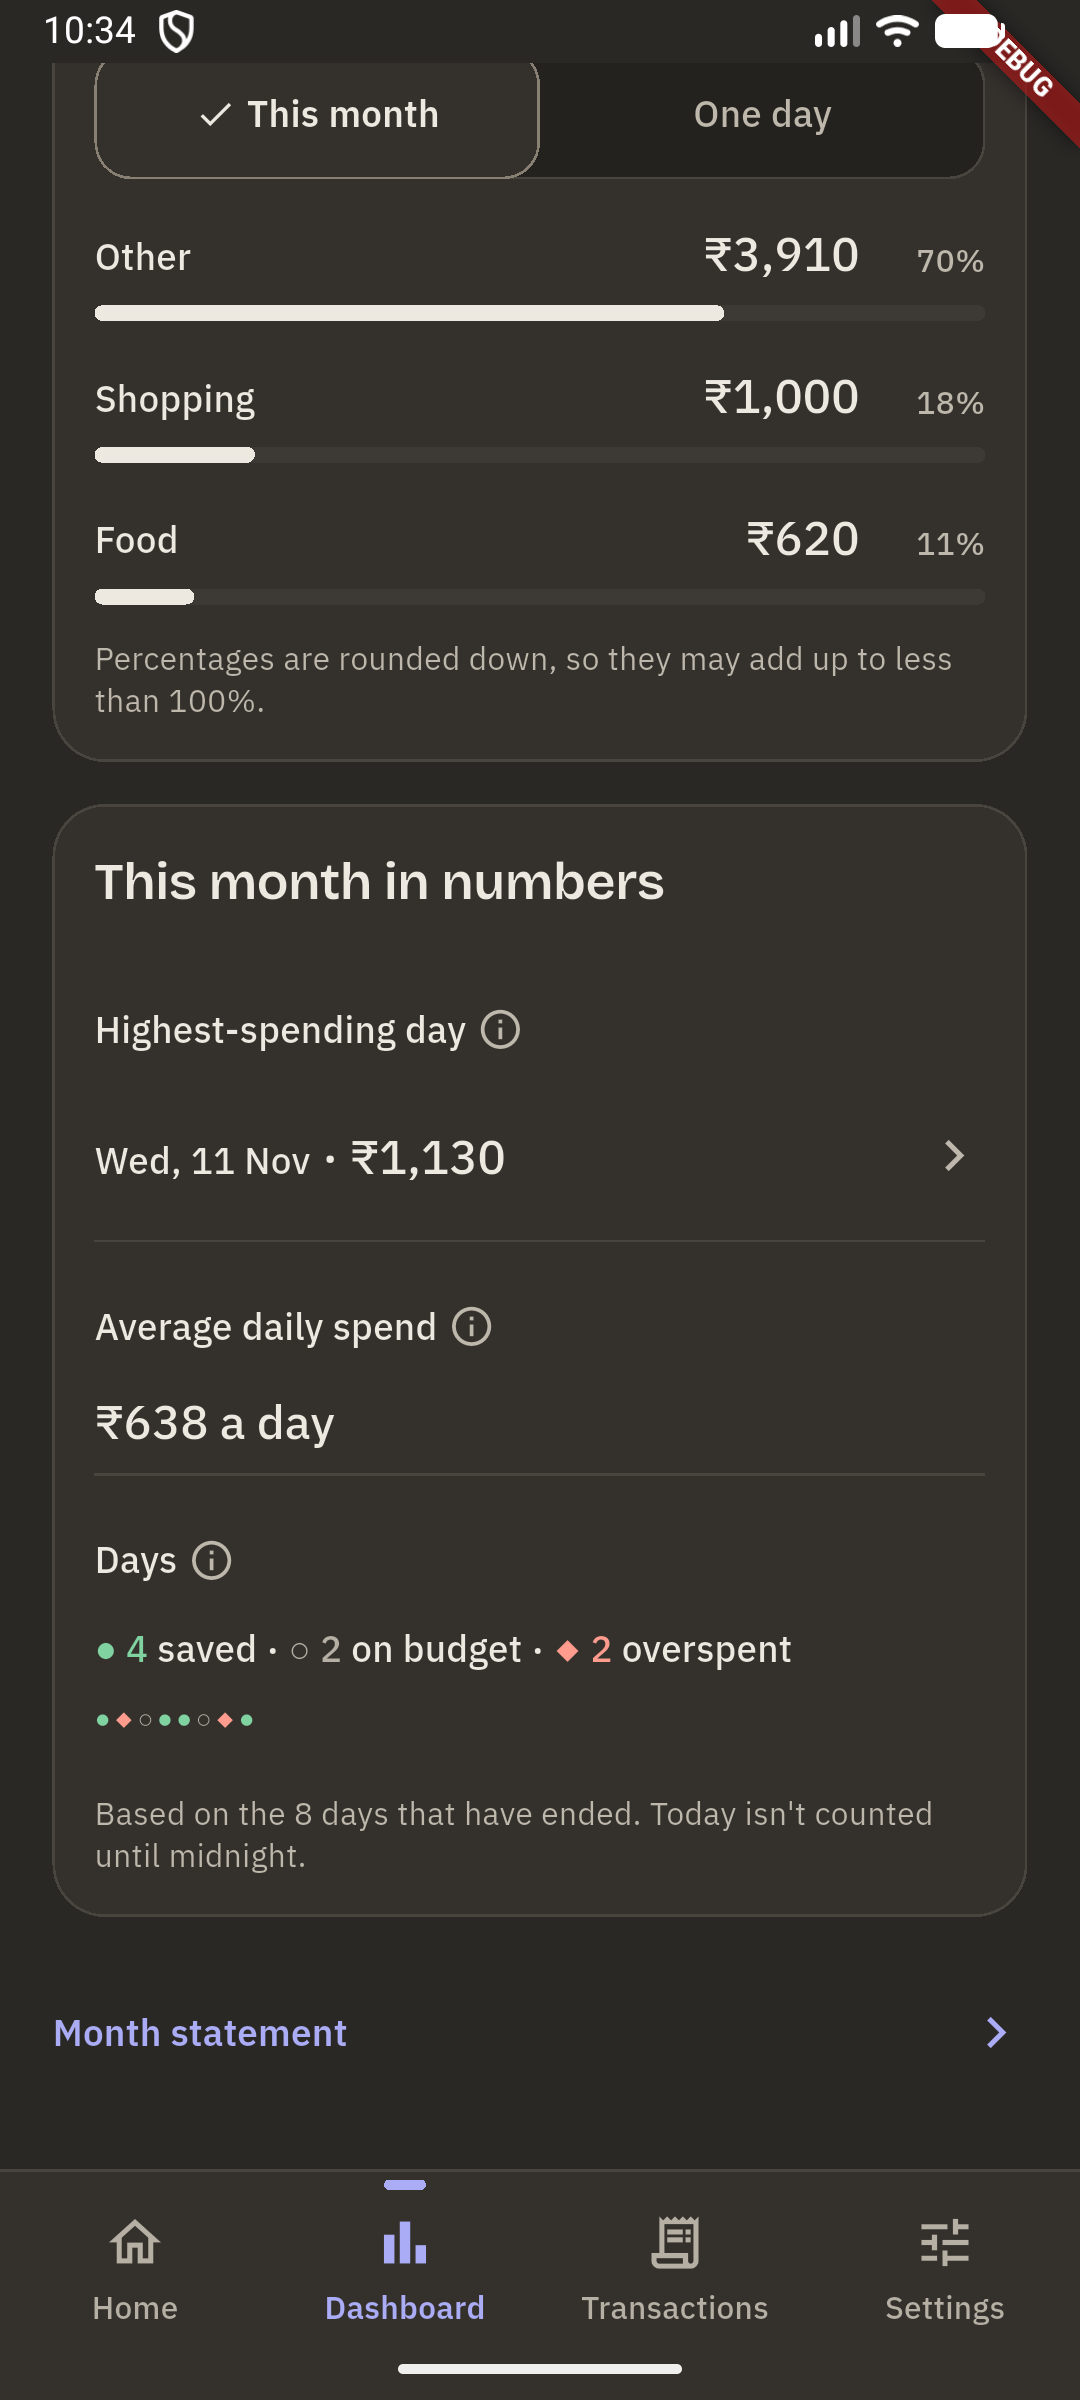 10:34
DEBUG
This month
One day
Other ₹3,910 70%
Shopping ₹1,000 18%
Food ₹620 11%
Percentages are rounded down, so they may add up to less
than 100%.
This month in numbers
Highest-spending day
Wed, 11 Nov · ₹1,130
Average daily spend
₹638 a day
Days
4 saved · 2 on budget · 2 overspent
Based on the 8 days that have ended. Today isn't counted
until midnight.
Month statement
Home
Dashboard
Transactions
Settings